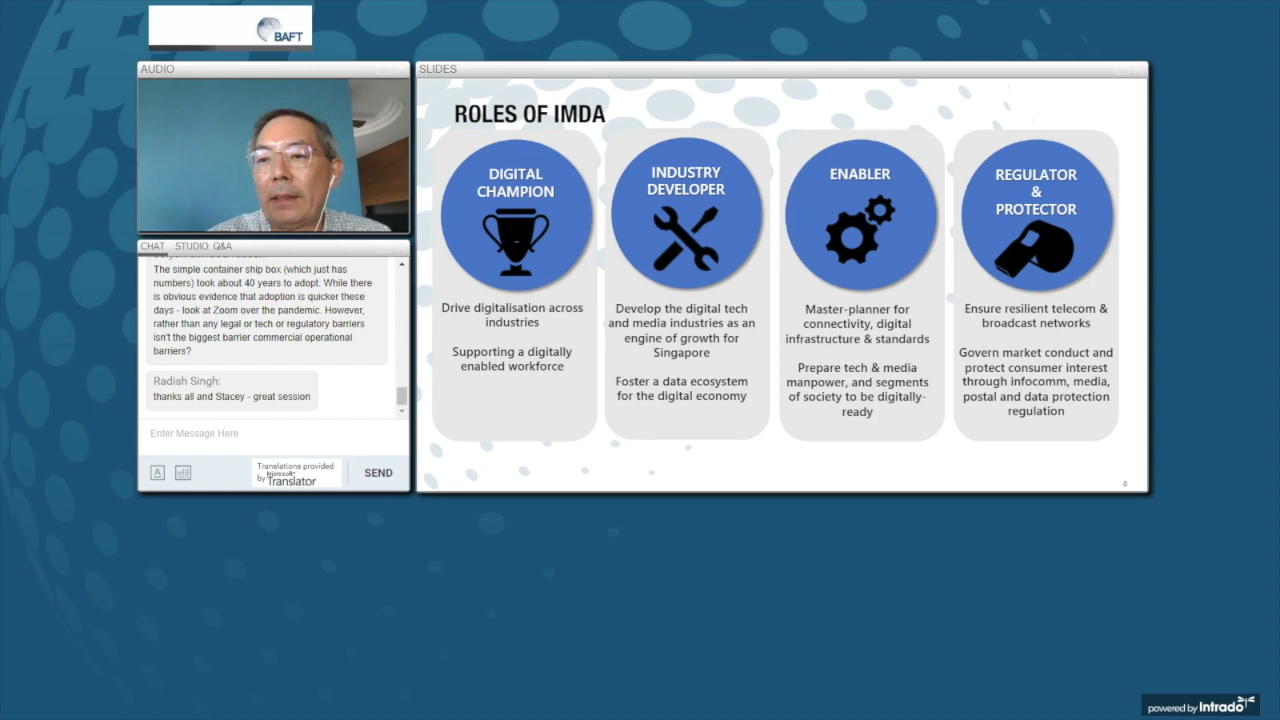 BAFT
AUDIO
CHAT STUDIO: Q&A
The simple container ship box (which just has
numbers) took about 40 years to adopt. While there
is obvious evidence that adoption is quicker these
days - look at Zoom over the pandemic. However,
rather than any legal or tech or regulatory barriers
isn't the biggest barrier commercial operational
barriers?
Radish Singh:
thanks all and Stacey - great session
Enter Message Here
A
Translations provided
by Microsoft®
Translator
SEND
SLIDES
ROLES OF IMDA
DIGITAL
CHAMPION
Drive digitalisation across
industries
Supporting a digitally
enabled workforce
INDUSTRY
DEVELOPER
Develop the digital tech
and media industries as an
engine of growth for
Singapore
Foster a data ecosystem
for the digital economy
ENABLER
Master-planner for
connectivity, digital
infrastructure & standards
Prepare tech & media
manpower, and segments
of society to be digitally-
ready
REGULATOR
&
PROTECTOR
Ensure resilient telecom &
broadcast networks
Govern market conduct and
protect consumer interest
through infocomm, media,
postal and data protection
regulation
8
powered by Intrado